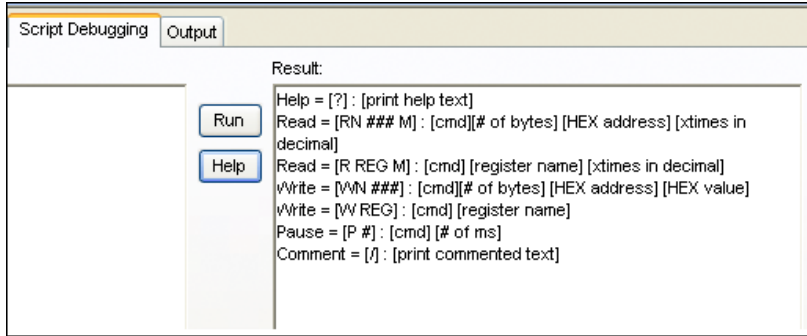 Script Debugging Output
Result:
Run
Help
Help = [?] : [print help text]
Read = [RN ### M] : [cmd][# of bytes] [HEX address] [xtimes in
decimal]
Read = [R REG M] : [cmd] [register name] [xtimes in decimal]
Write = [WN ###] : [cmd][# of bytes] [HEX address] [HEX value]
Write = [W REG] : [cmd] [register name]
Pause = [P #] : [cmd] [# of ms]
Comment = [/] : [print commented text]